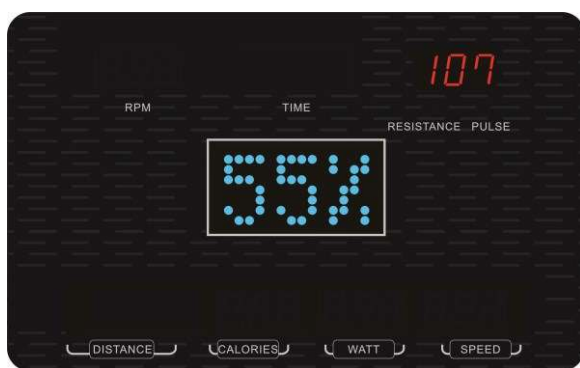 107
RPM TIME
RESISTANCE PULSE
55%
DISTANCE CALORIES WATT SPEED